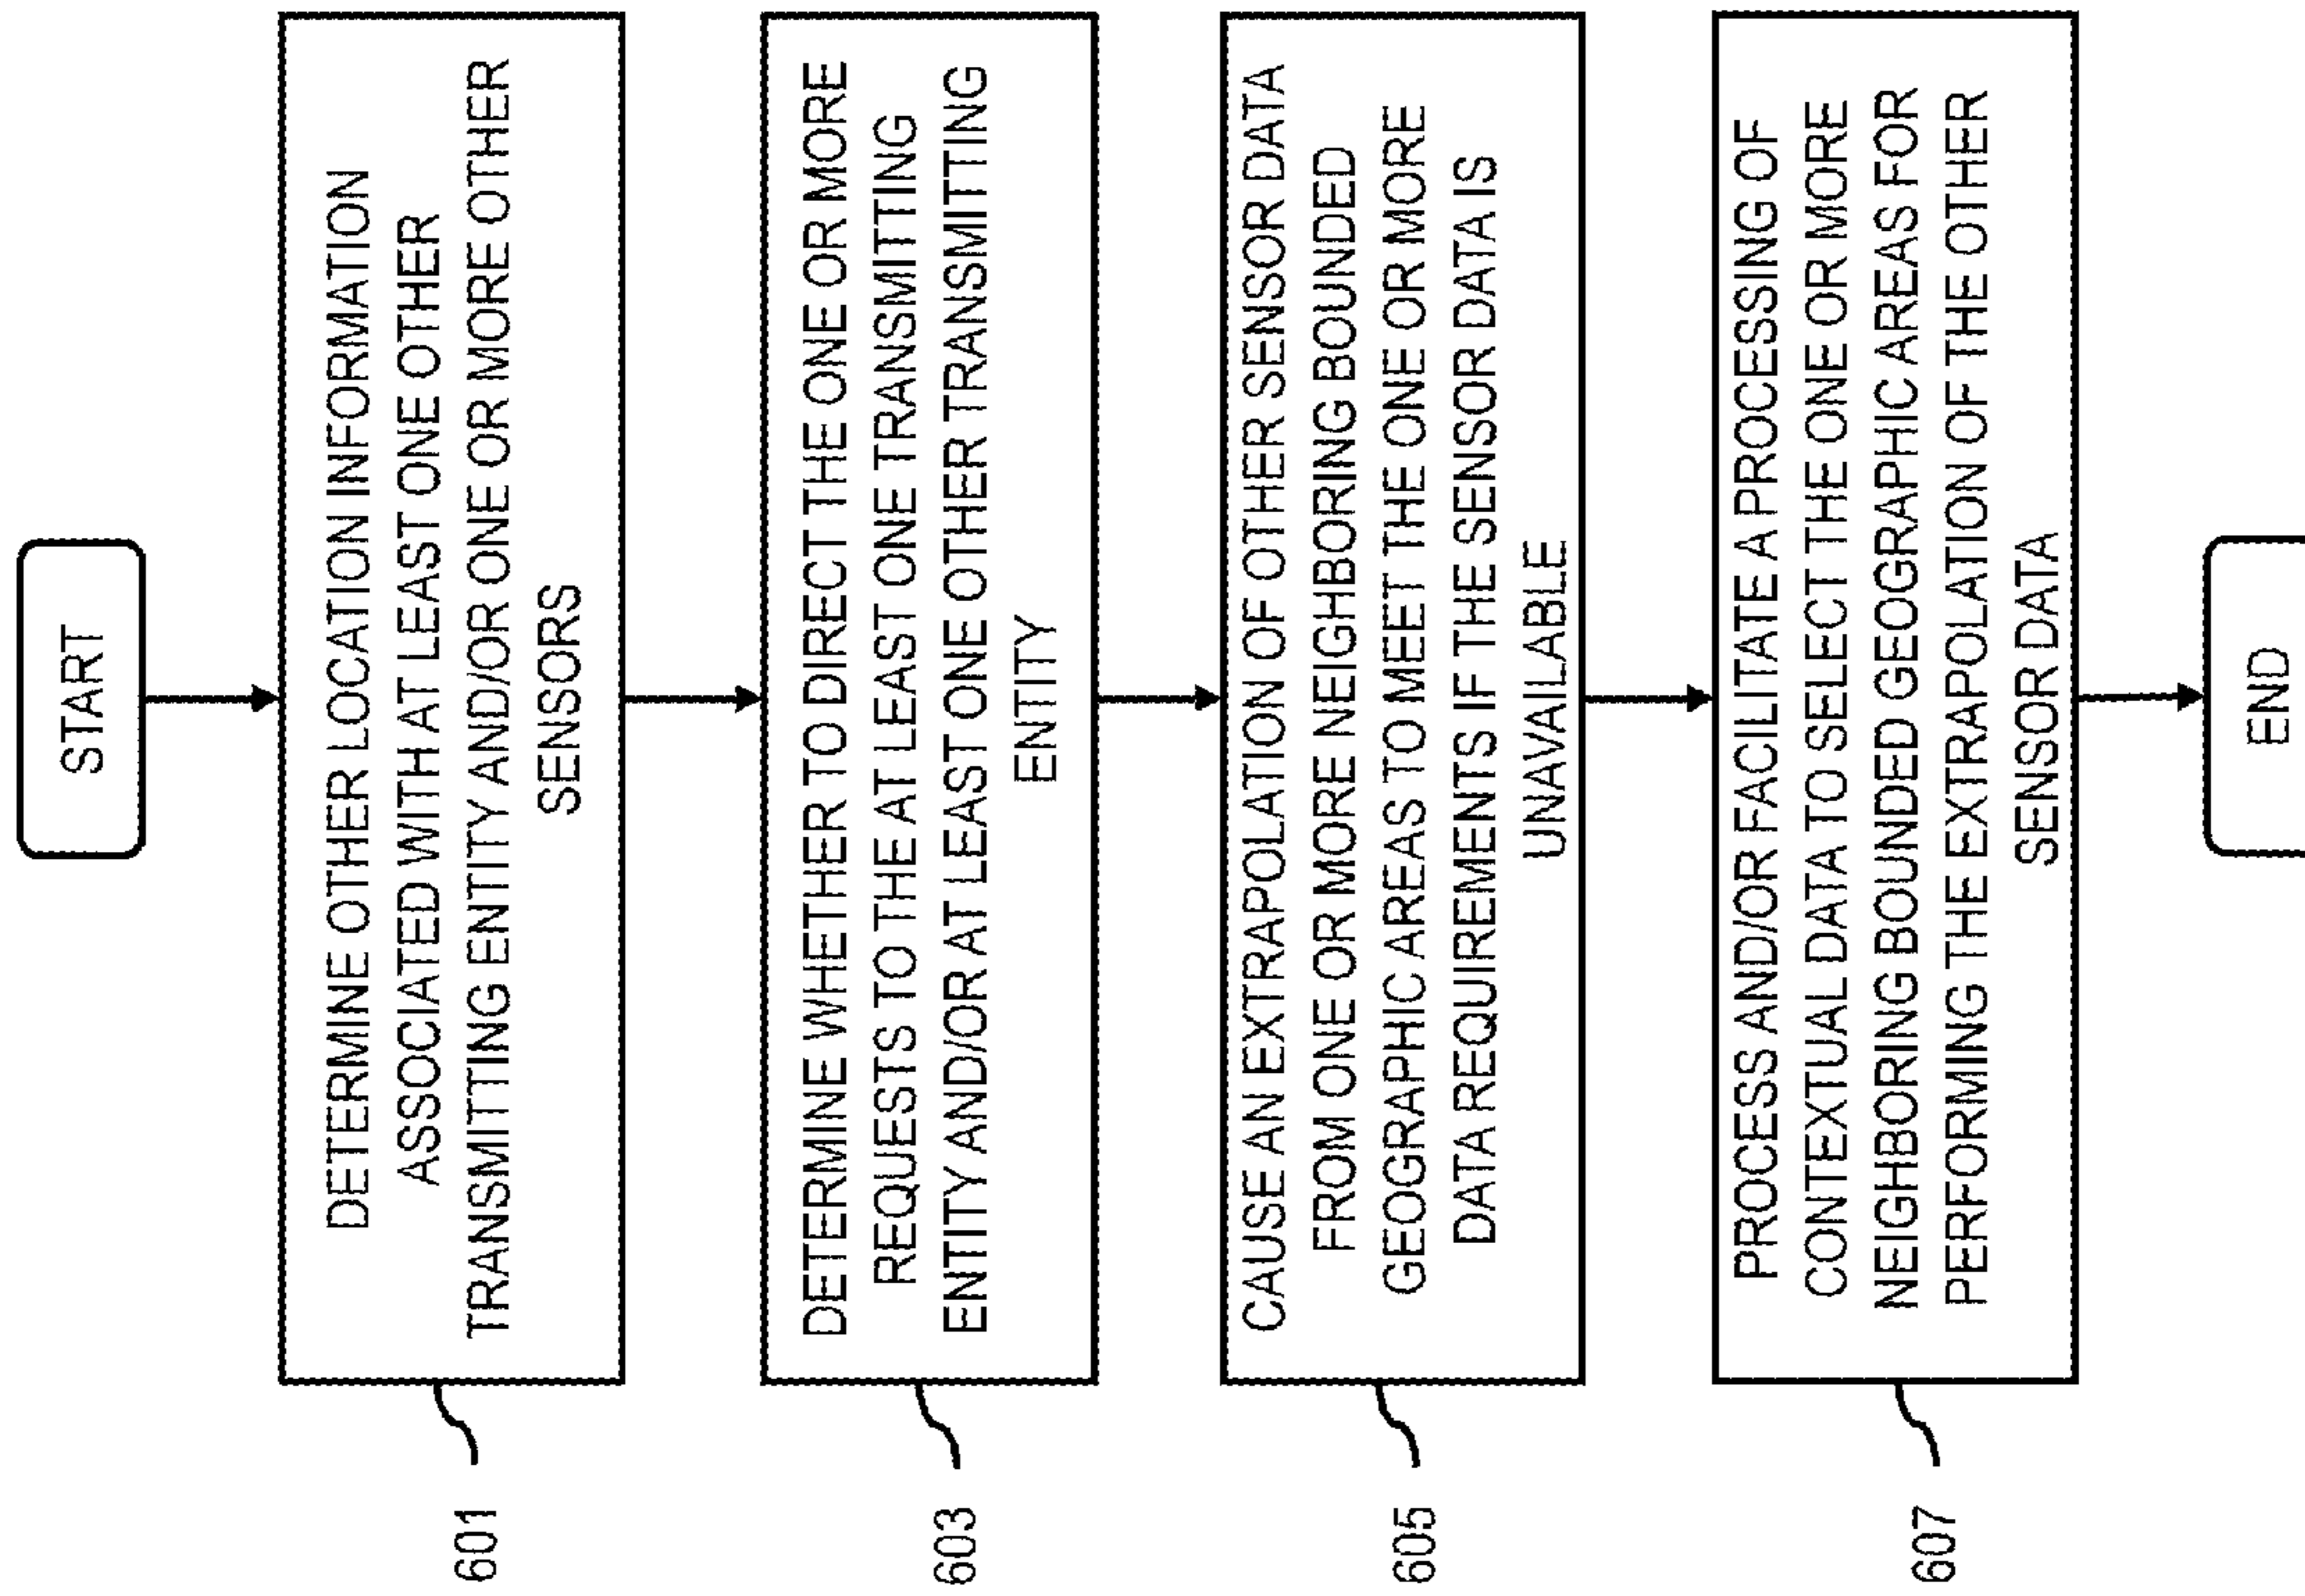 START
DETERMINE OTHER LOCATION INFORMATION
ASSOCIATED WITH AT LEAST ONE OTHER
TRANSMITTING ENTITY AND/OR ONE OR MORE OTHER
SENSORS
601
DETERMINE WHETHER TO DIRECT THE ONE OR MORE
REQUESTS TO THE AT LEAST ONE TRANSMITTING
ENTITY AND/OR AT LEAST ONE OTHER TRANSMITTING
ENTITY
603
CAUSE AN EXTRAPOLATION OF OTHER SENSOR DATA
FROM ONE OR MORE NEIGHBORING BOUNDED
GEOGRAPHIC AREAS TO MEET THE ONE OR MORE
DATA REQUIREMENTS IF THE SENSOR DATA IS
UNAVAILABLE
605
PROCESS AND/OR FACILITATE A PROCESSING OF
CONTEXTUAL DATA TO SELECT THE ONE OR MORE
NEIGHBORING BOUNDED GEOGRAPHIC AREAS FOR
PERFORMING THE EXTRAPOLATION OF THE OTHER
SENSOR DATA
607
END